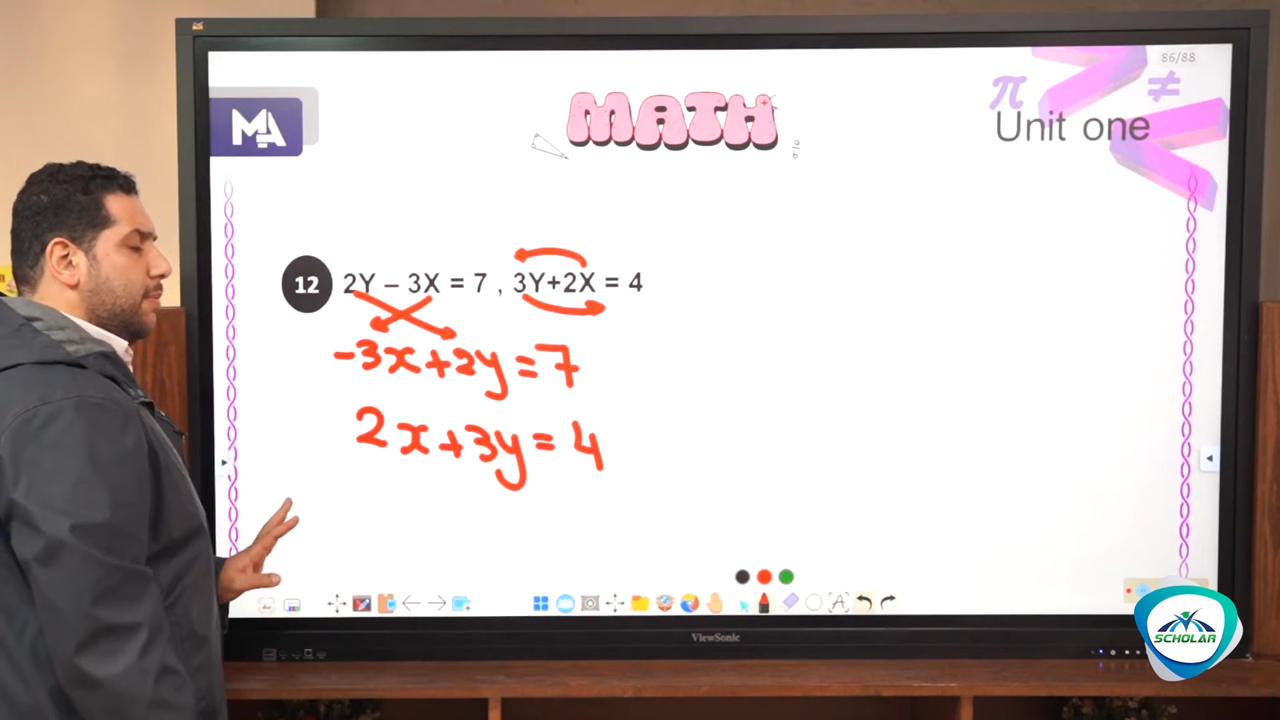 86/88
MA
MATH
π ≠
Unit one
12 2Y – 3X = 7 , 3Y+2X = 4
-3x+2y=7
2x+3y=4
ViewSonic
SCHOLAR